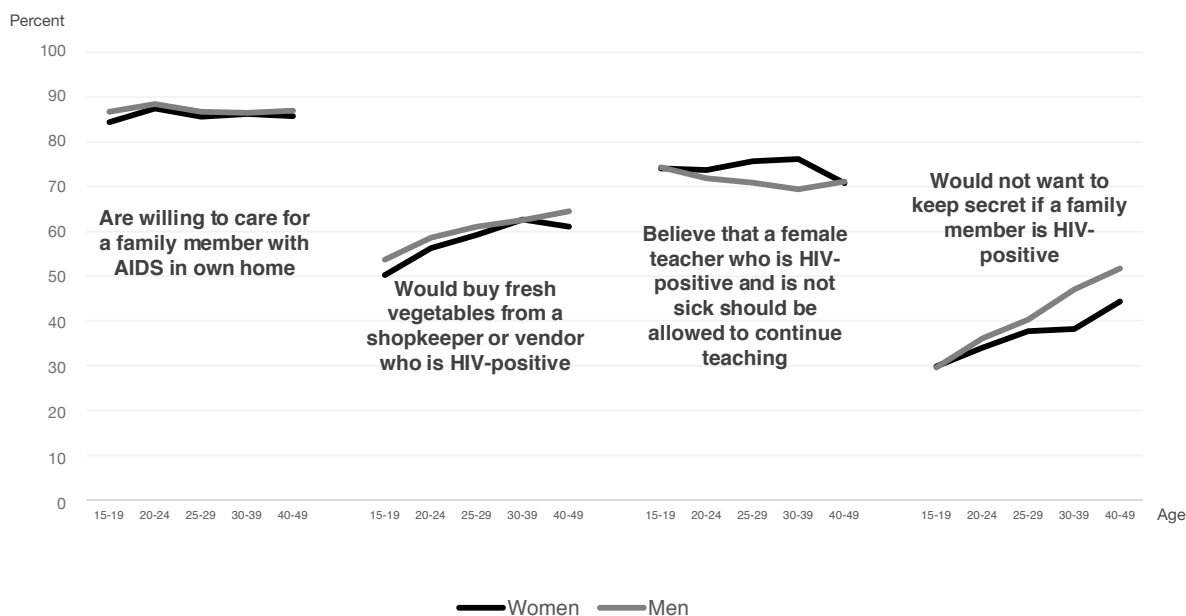 Percent
100
90
80
70
60
50
40
30
20
10
0
Are willing to care for
a family member with
AIDS in own home
Would buy fresh
vegetables from a
shopkeeper or vendor
who is HIV-positive
Believe that a female
teacher who is HIV-
positive and is not
sick should be
allowed to continue
teaching
Would not want to
keep secret if a family
member is HIV-
positive
15-19 20-24 25-29 30-39 40-49 15-19 20-24 25-29 30-39 40-49 15-19 20-24 25-29 30-39 40-49 15-19 20-24 25-29 30-39 40-49 Age
Women Men